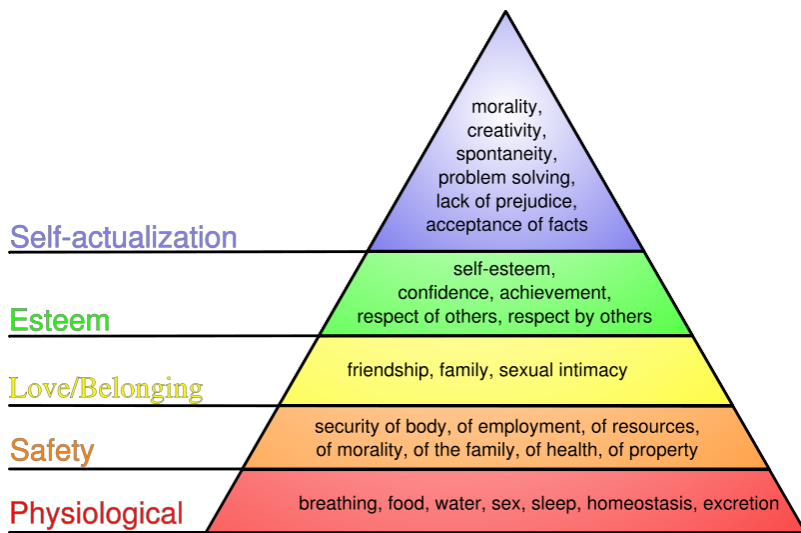 morality,
creativity,
spontaneity,
problem solving,
lack of prejudice,
acceptance of facts
Self-actualization
self-esteem,
confidence, achievement,
respect of others, respect by others
Esteem
friendship, family, sexual intimacy
Love/Belonging
security of body, of employment, of resources,
of morality, of the family, of health, of property
Safety
breathing, food, water, sex, sleep, homeostasis, excretion
Physiological